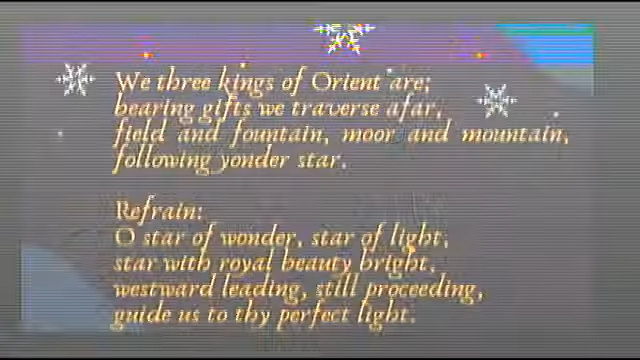 We three kings of Orient are;
bearing gifts we traverse afar,
field and fountain, moor and mountain,
following yonder star.
Refrain:
O star of wonder, star of light,
star with royal beauty bright,
westward leading, still proceeding,
guide us to thy perfect light.